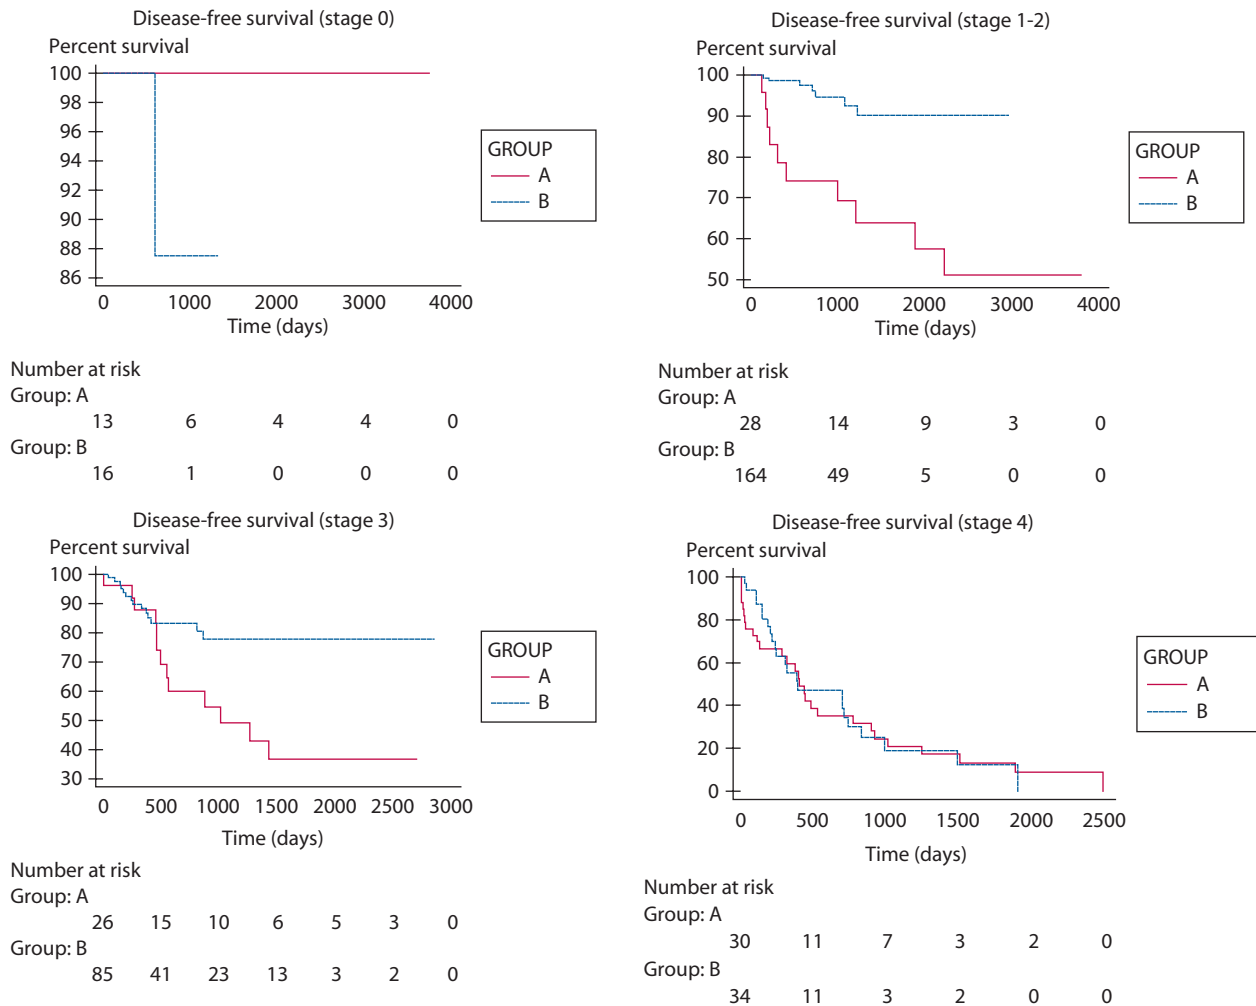 Disease-free survival (stage 0)
Percent survival
100
98
96
94
92
90
88
86
0 1000 2000 3000 4000
Time (days)
GROUP
A
B
Number at risk
Group: A
13 6 4 4 0
Group: B
16 1 0 0 0
Disease-free survival (stage 1-2)
Percent survival
100
90
80
70
60
50
0 1000 2000 3000 4000
Time (days)
GROUP
A
B
Number at risk
Group: A
28 14 9 3 0
Group: B
164 49 5 0 0
Disease-free survival (stage 3)
Percent survival
100
90
80
70
60
50
40
30
0 500 1000 1500 2000 2500 3000
Time (days)
GROUP
A
B
Number at risk
Group: A
26 15 10 6 5 3 0
Group: B
85 41 23 13 3 2 0
Disease-free survival (stage 4)
Percent survival
100
80
60
40
20
0
0 500 1000 1500 2000 2500
Time (days)
GROUP
A
B
Number at risk
Group: A
30 11 7 3 2 0
Group: B
34 11 3 2 0 0